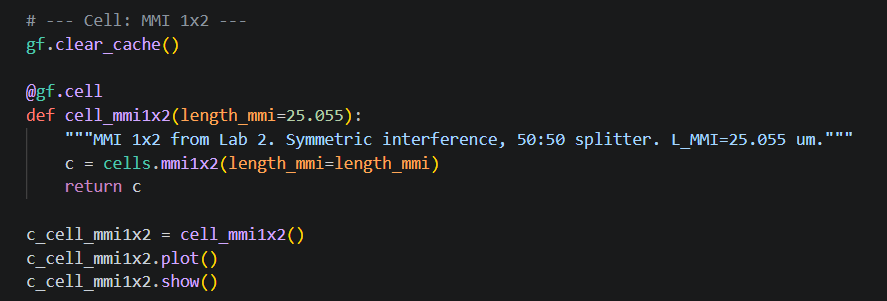 # --- Cell: MMI 1x2 ---
gf.clear_cache()

@gf.cell
def cell_mmi1x2(length_mmi=25.055):
    """MMI 1x2 from Lab 2. Symmetric interference, 50:50 splitter. L_MMI=25.055 um."""
    c = cells.mmi1x2(length_mmi=length_mmi)
    return c

c_cell_mmi1x2 = cell_mmi1x2()
c_cell_mmi1x2.plot()
c_cell_mmi1x2.show()